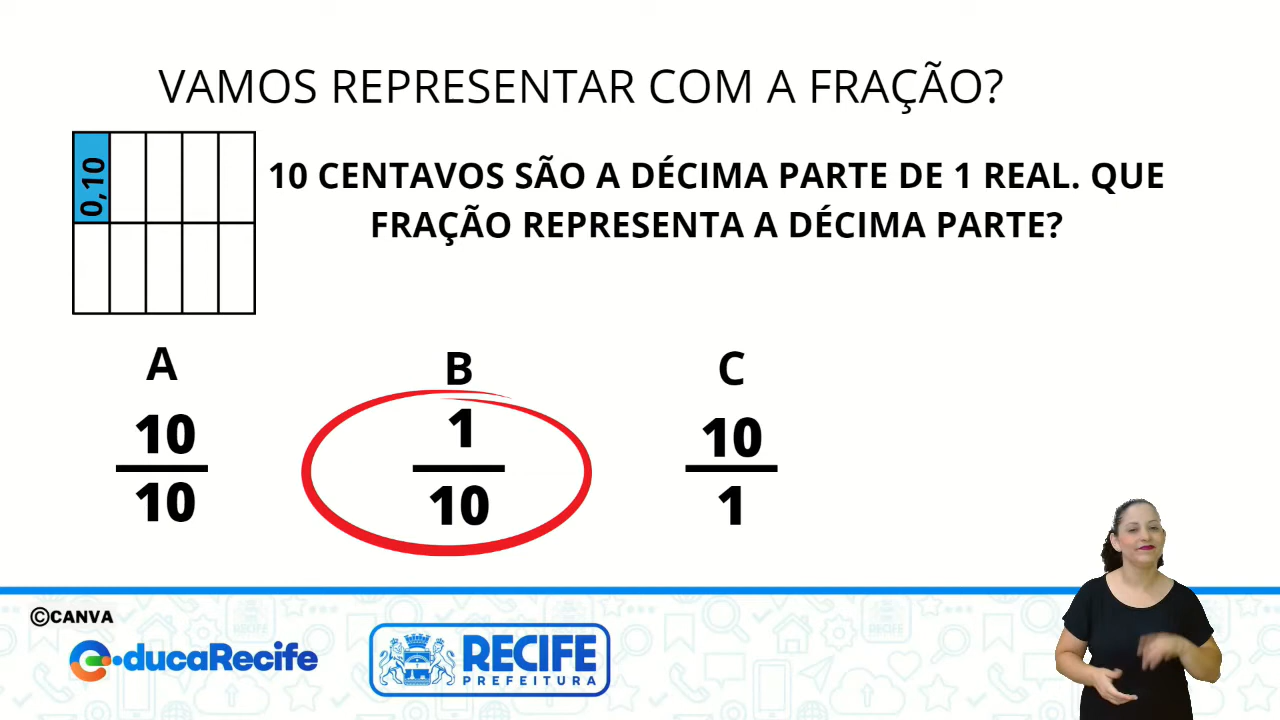 VAMOS REPRESENTAR COM A FRAÇÃO?
0,10
10 CENTAVOS SÃO A DÉCIMA PARTE DE 1 REAL. QUE
FRAÇÃO REPRESENTA A DÉCIMA PARTE?
A
10
10
B
1
10
C
10
1
©CANVA
EducaRecife
RECIFE
PREFEITURA